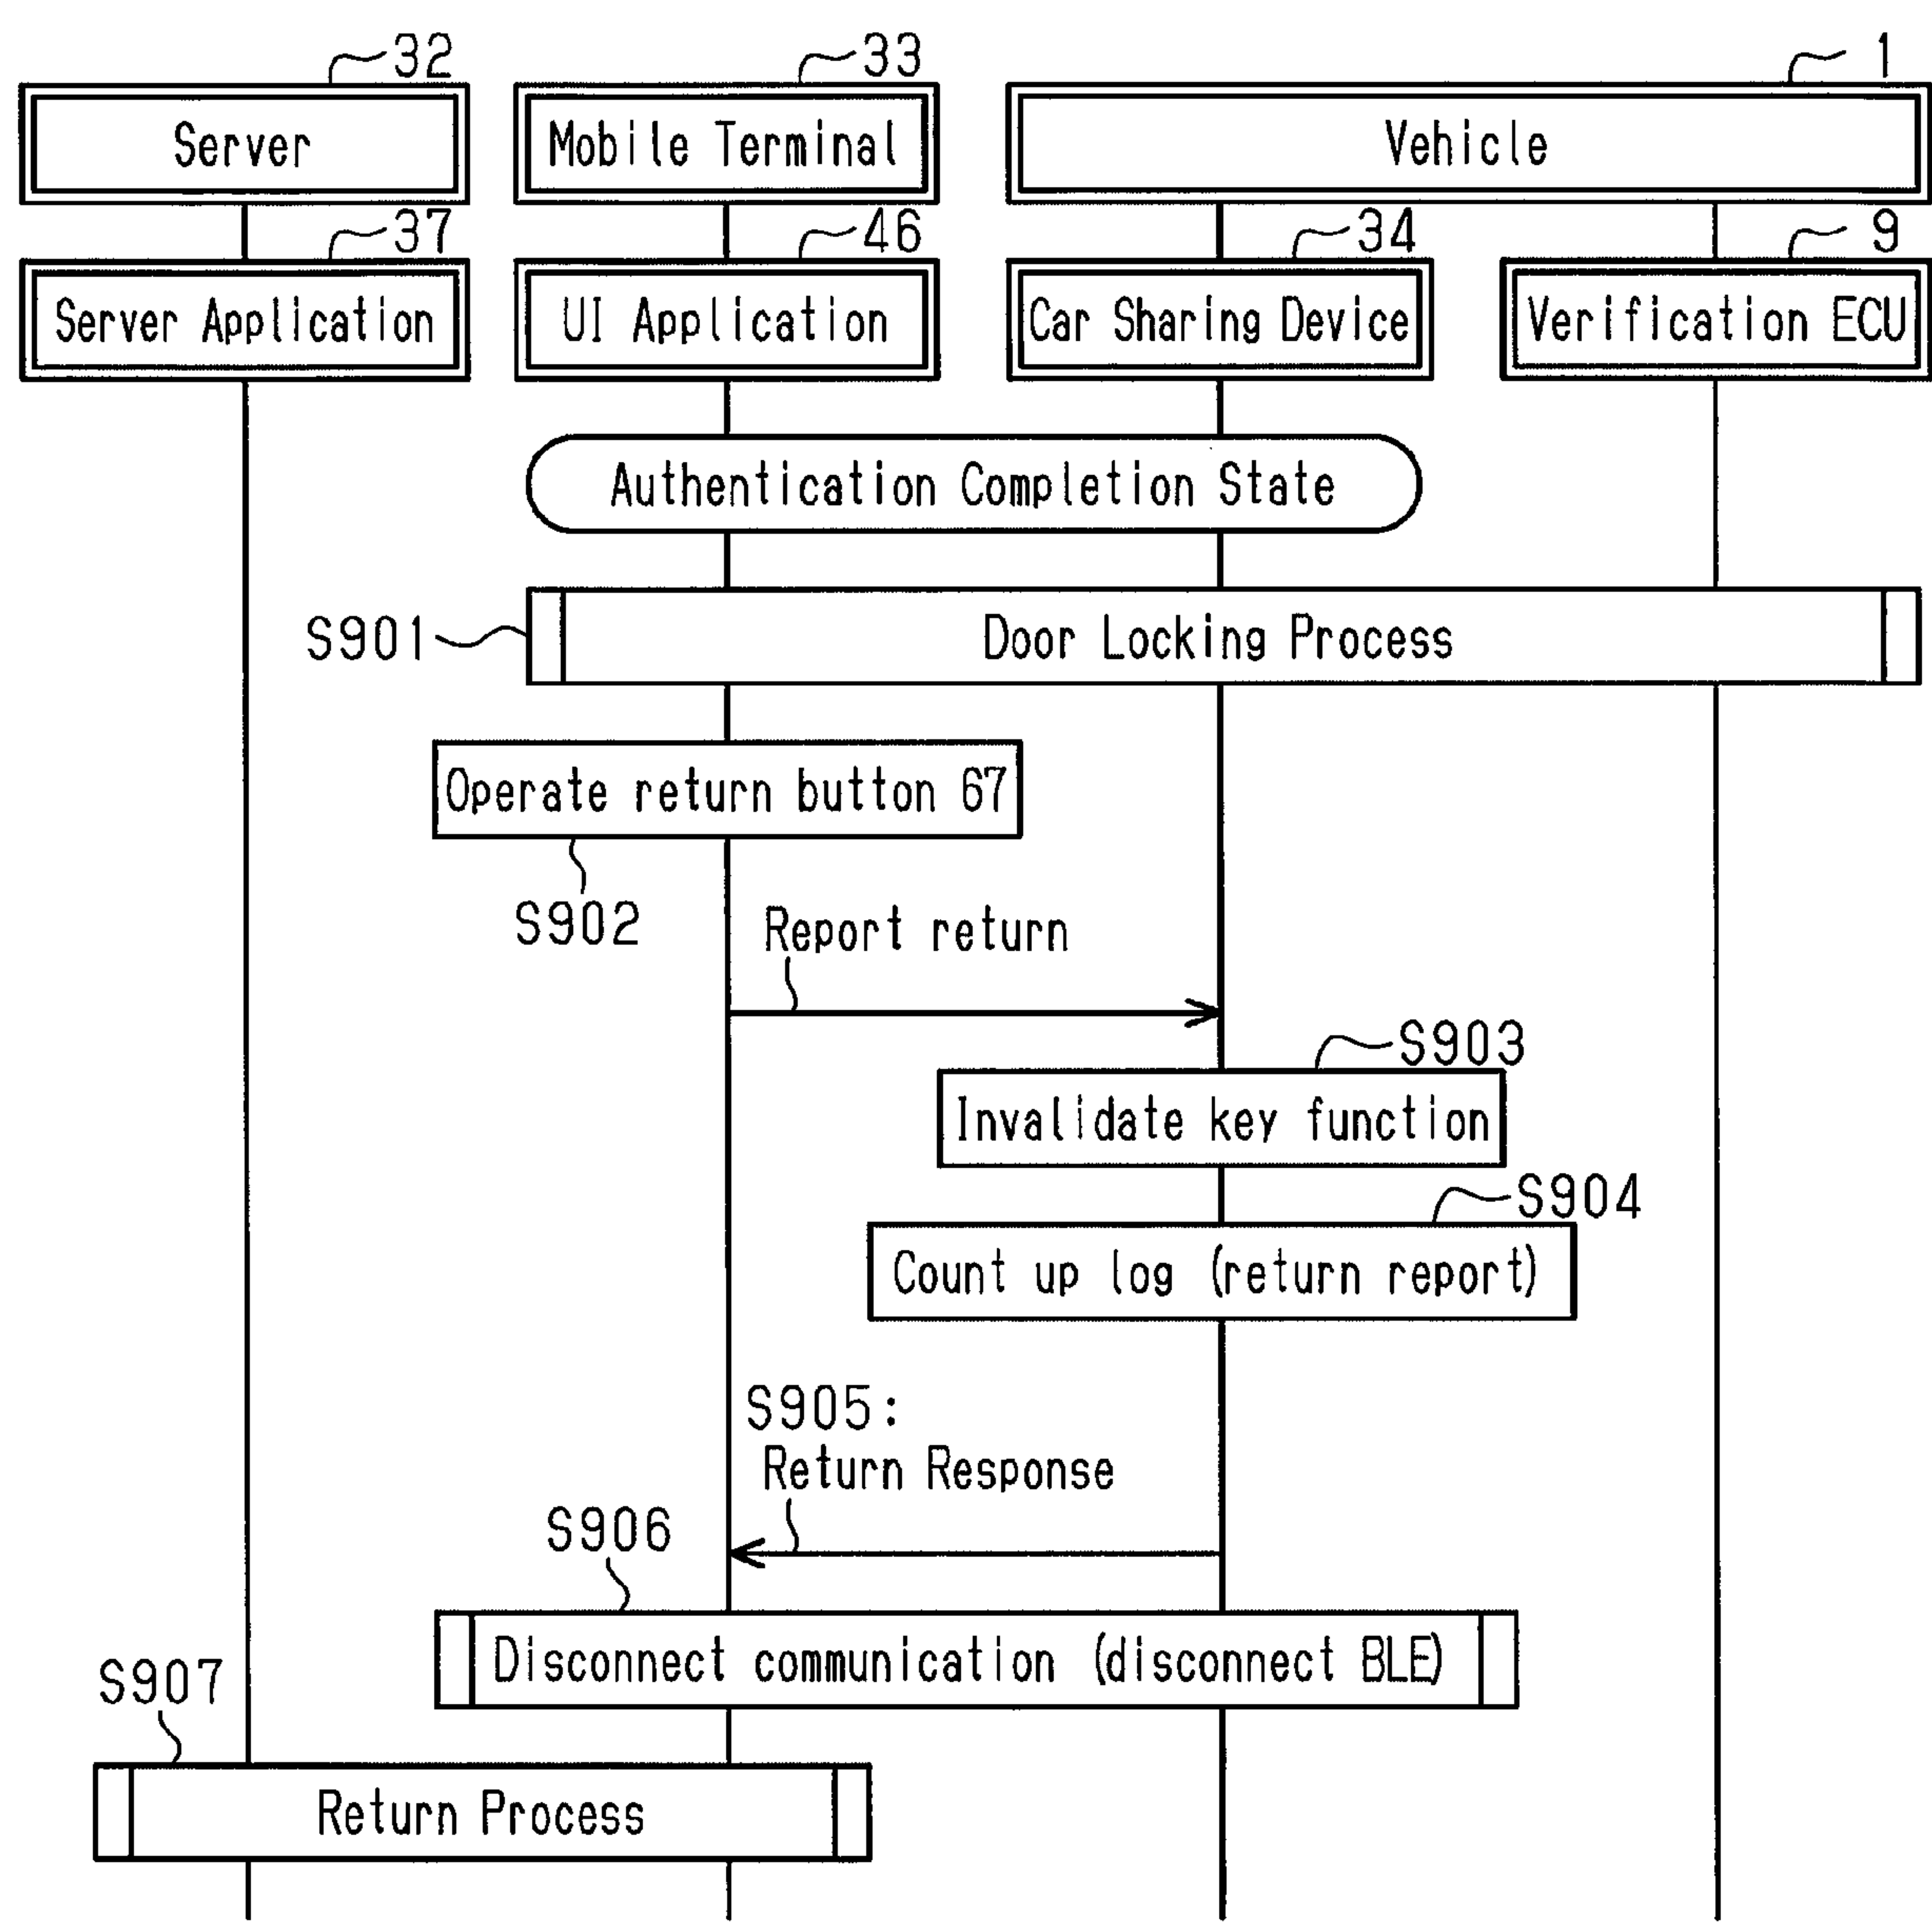 32
33
1
Server
Mobile Terminal
Vehicle
37
46
34
9
Server Application
UI Application
Car Sharing Device
Verification ECU
Authentication Completion State
S901
Door Locking Process
Operate return button 67
S902
Report return
S903
Invalidate key function
S904
Count up log (return report)
S905:
Return Response
S906
Disconnect communication (disconnect BLE)
S907
Return Process